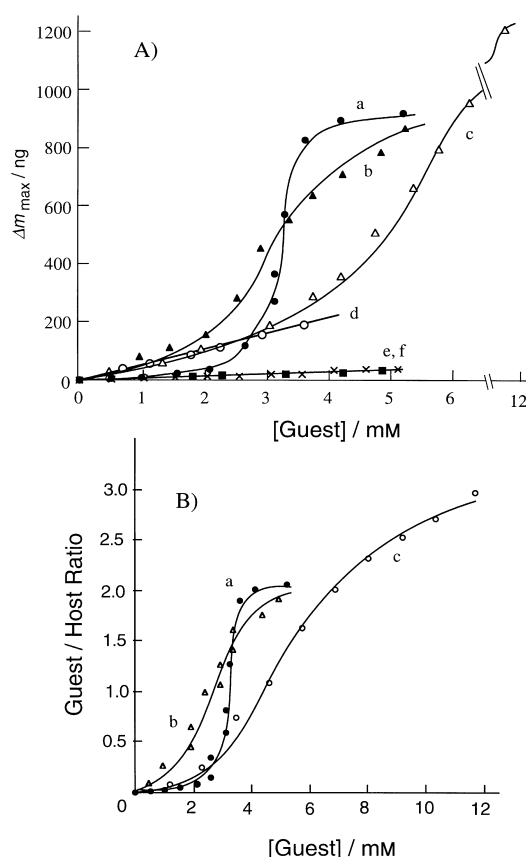 A)
1200
1000
800
600
400
200
0
Δm max / ng
a
b
c
d
e, f
0 1 2 3 4 5 6 12
[Guest] / mM
B)
3.0
2.5
2.0
1.5
1.0
0.5
0
Guest / Host Ratio
a
b
c
2 4 6 8 10 12
[Guest] / mM